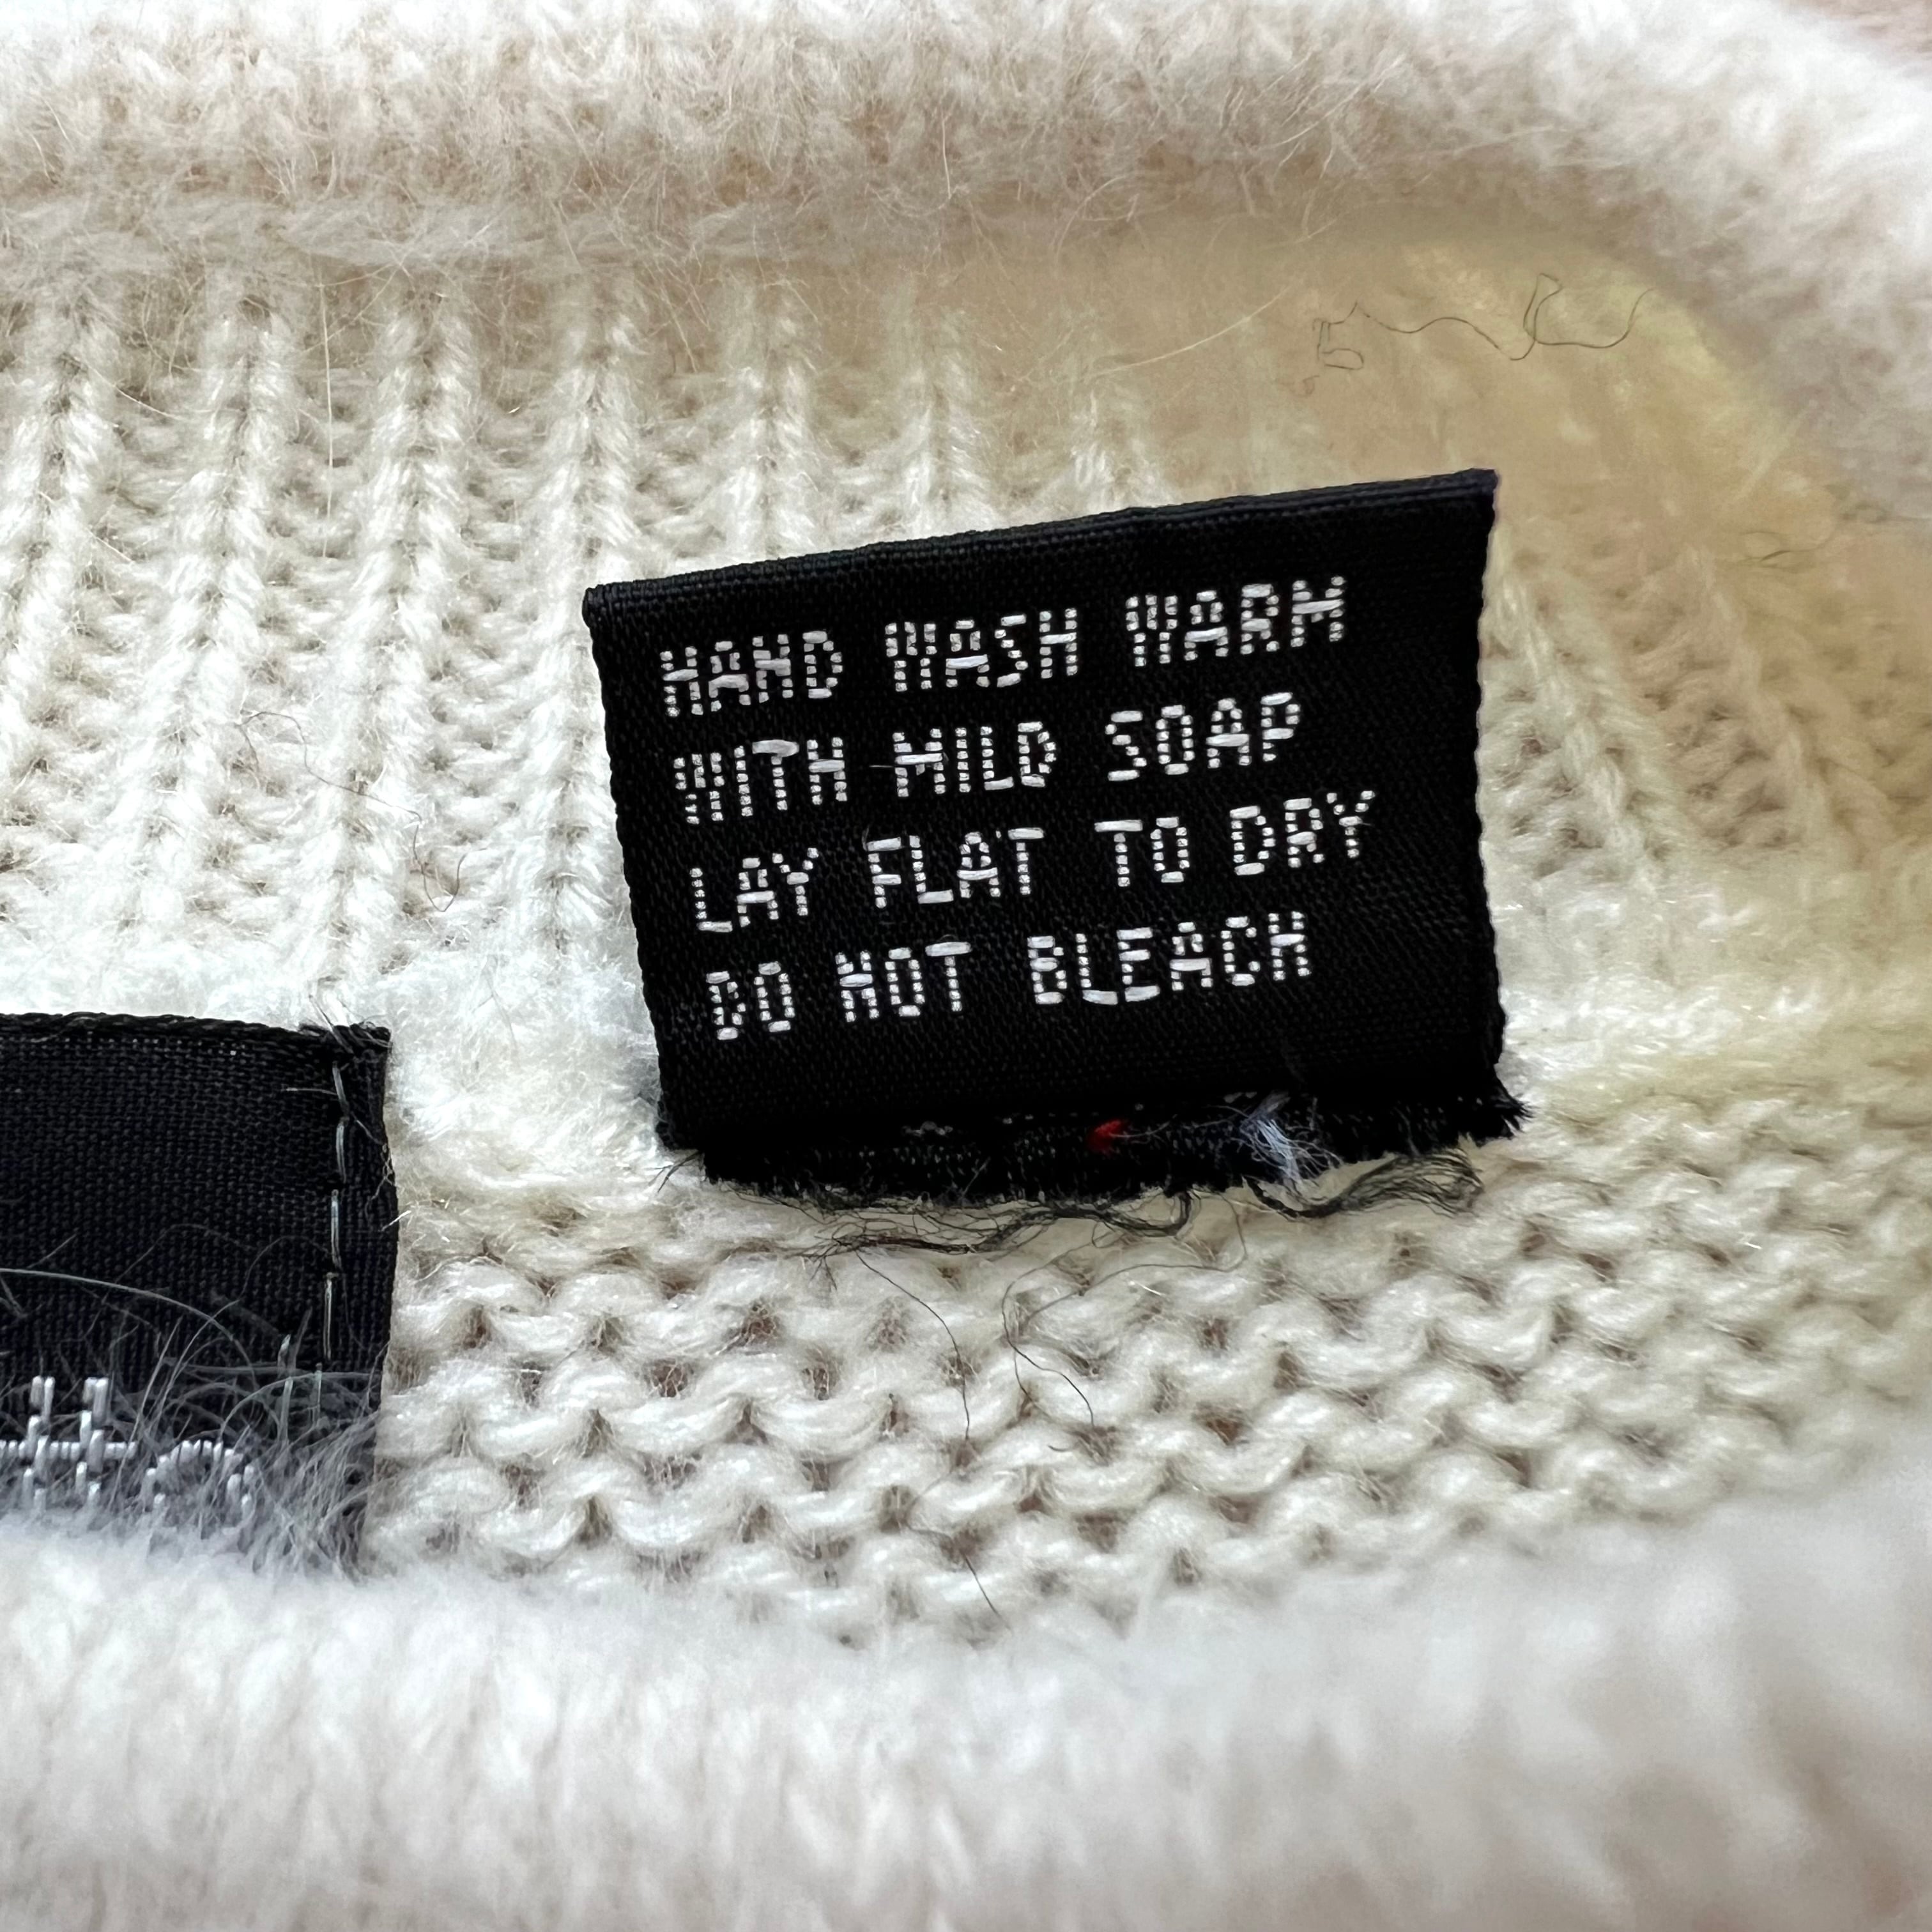 HAND WASH WARM
WITH MILD SOAP
LAY FLAT TO DRY
DO NOT BLEACH